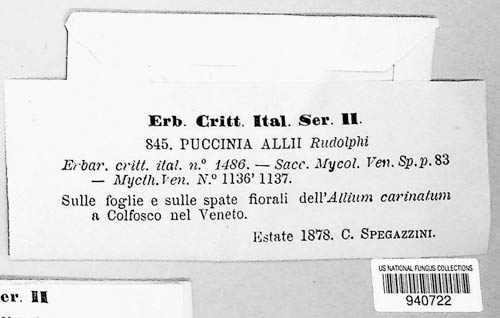 Erb. Critt. Ital. Ser. II.
845. PUCCINIA ALLII Rudolphi
Erbar. critt. ital. n.º 1486. — Sacc. Mycol. Ven. Sp. p. 83
— Mycth. Ven. N.º 1136' 1137.
Sulle foglie e sulle spate fiorali dell'Allium carinatum
a Colfosco nel Veneto.
Estate 1878. C. SPEGAZZINI.
US NATIONAL FUNGUS COLLECTIONS
940722
er. II